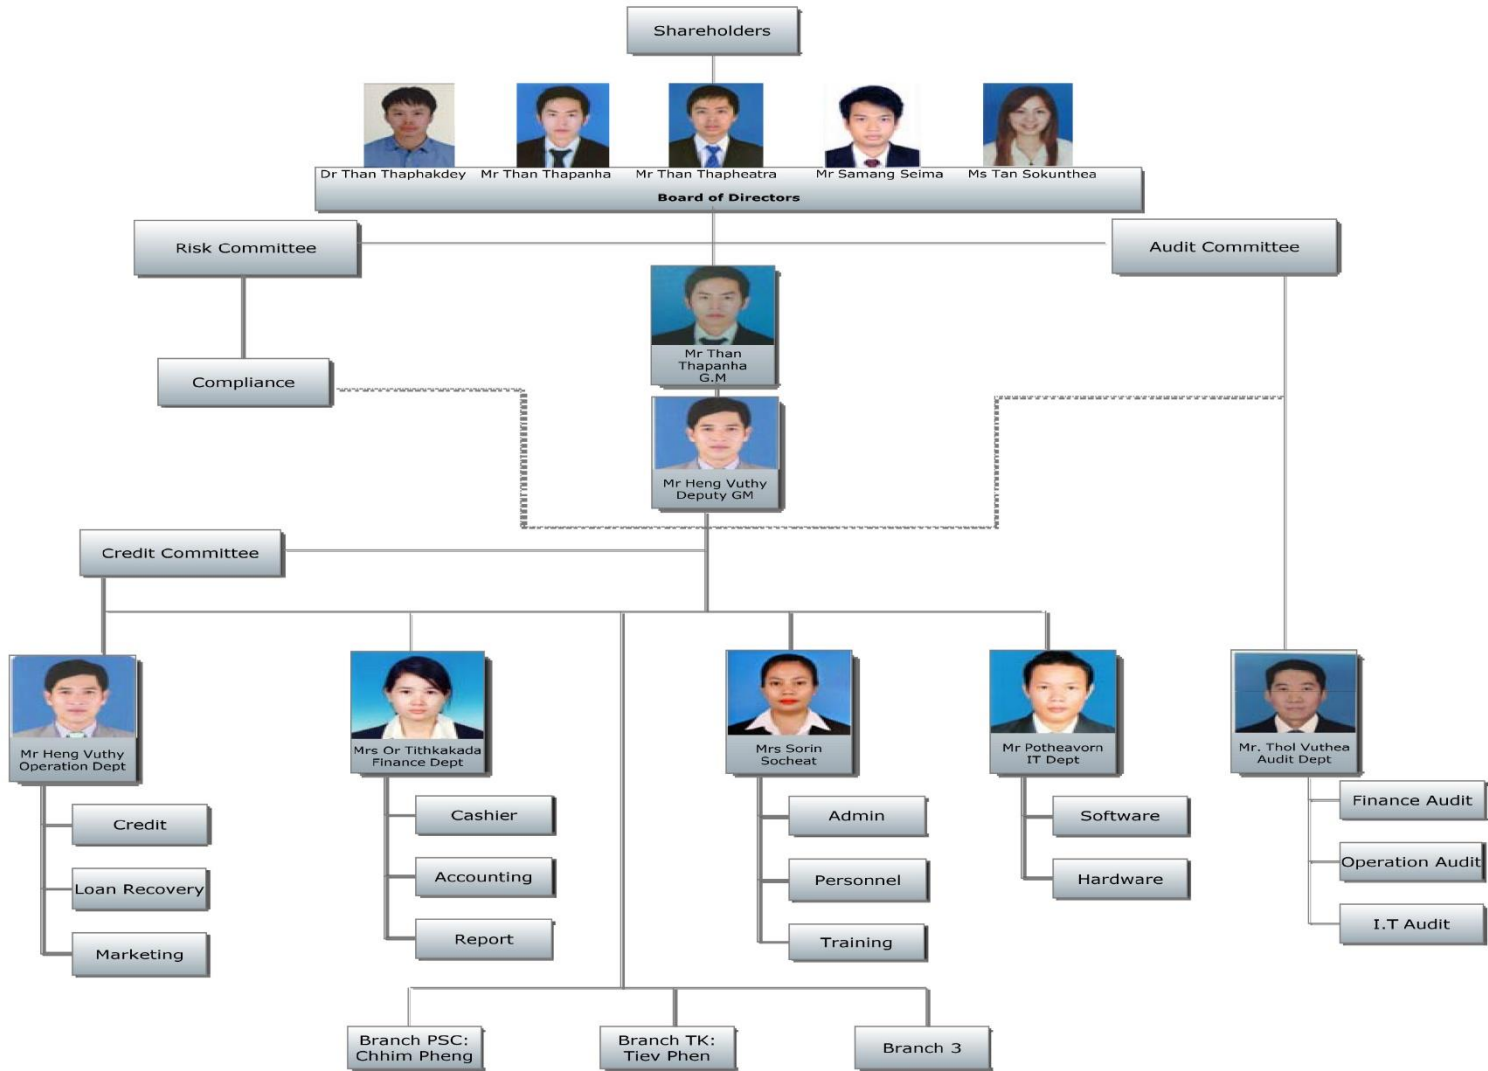 Shareholders
Dr Than Thaphakdey
Mr Than Thapanha
Mr Than Thapheatra
Mr Samang Seima
Ms Tan Sokunthea
Board of Directors
Risk Committee
Audit Committee
Mr Than
Thapanha
G.M
Compliance
Mr Heng Vuthy
Deputy GM
Credit Committee
Mr Heng Vuthy
Operation Dept
Mrs Or Tithkakada
Finance Dept
Mrs Sorin
Socheat
Mr Potheavorn
IT Dept
Mr. Thol Vuthea
Audit Dept
Credit
Loan Recovery
Marketing
Cashier
Accounting
Report
Admin
Personnel
Training
Software
Hardware
Finance Audit
Operation Audit
I.T Audit
Branch PSC:
Chhim Pheng
Branch TK:
Tiev Phen
Branch 3